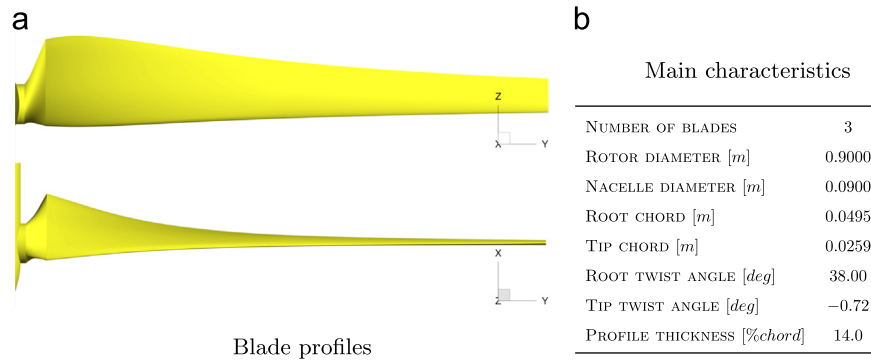 a
Z
X
Y
X
Z
Y
Blade profiles
b
Main characteristics
NUMBER OF BLADES 3
ROTOR DIAMETER [m] 0.9000
NACELLE DIAMETER [m] 0.0900
ROOT CHORD [m] 0.0495
TIP CHORD [m] 0.0259
ROOT TWIST ANGLE [deg] 38.00
TIP TWIST ANGLE [deg] −0.72
PROFILE THICKNESS [%chord] 14.0